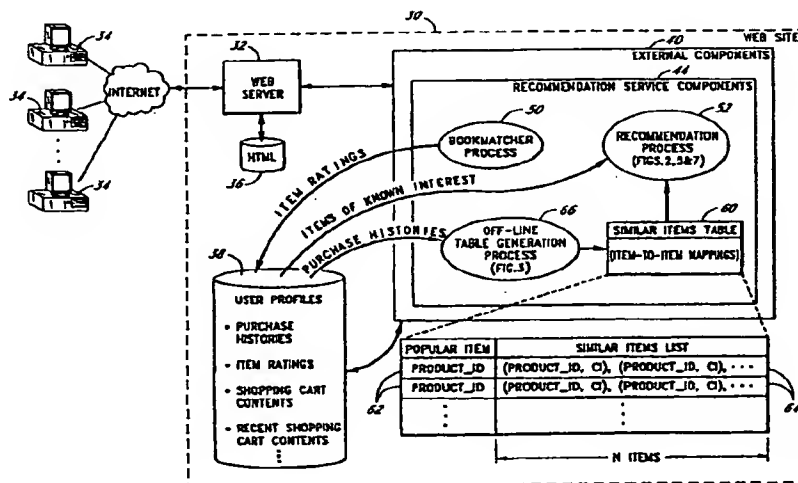 30
WEB SITE
34
34
34
INTERNET
32
WEB
SERVER
HTML
36
40
EXTERNAL COMPONENTS
44
RECOMMENDATION SERVICE COMPONENTS
50
BOOKMATCHER
PROCESS
52
RECOMMENDATION
PROCESS
(FIGS. 2, 5&7)
ITEM RATINGS
ITEMS OF KNOWN INTEREST
PURCHASE HISTORIES
66
OFF-LINE
TABLE GENERATION
PROCESS
(FIG. 3)
60
SIMILAR ITEMS TABLE
(ITEM-TO-ITEM MAPPINGS)
38
USER PROFILES
• PURCHASE
HISTORIES
• ITEM RATINGS
• SHOPPING CART
CONTENTS
• RECENT SHOPPING
CART CONTENTS
POPULAR ITEM SIMILAR ITEMS LIST
PRODUCT_ID (PRODUCT_ID, CI), (PRODUCT_ID, CI), ...
PRODUCT_ID (PRODUCT_ID, CI), (PRODUCT_ID, CI), ...
62
64
N ITEMS